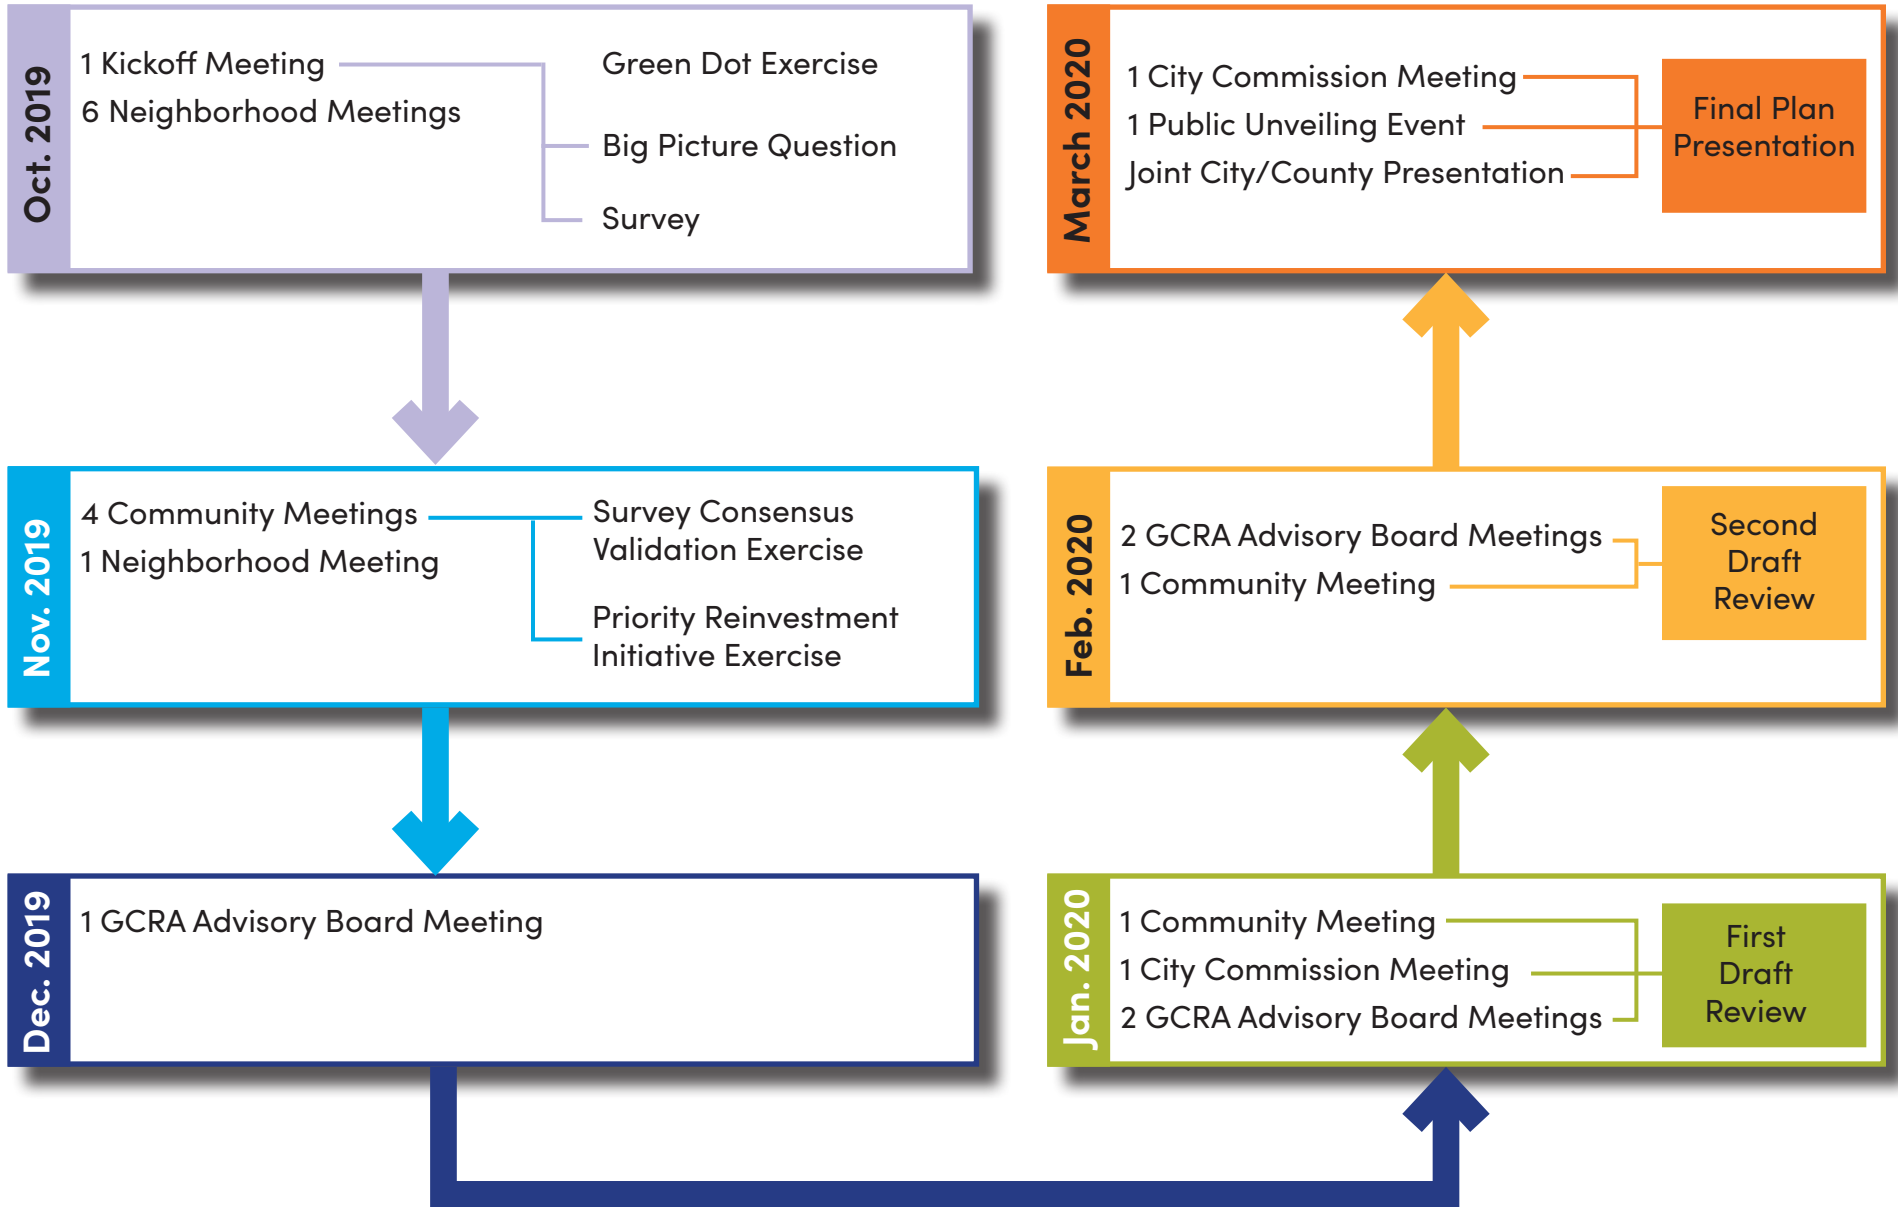 Oct. 2019
1 Kickoff Meeting
6 Neighborhood Meetings
Green Dot Exercise
Big Picture Question
Survey
Nov. 2019
4 Community Meetings
1 Neighborhood Meeting
Survey Consensus
Validation Exercise
Priority Reinvestment
Initiative Exercise
Dec. 2019
1 GCRA Advisory Board Meeting
Jan. 2020
1 Community Meeting
1 City Commission Meeting
2 GCRA Advisory Board Meetings
First
Draft
Review
Feb. 2020
2 GCRA Advisory Board Meetings
1 Community Meeting
Second
Draft
Review
March 2020
1 City Commission Meeting
1 Public Unveiling Event
Joint City/County Presentation
Final Plan
Presentation